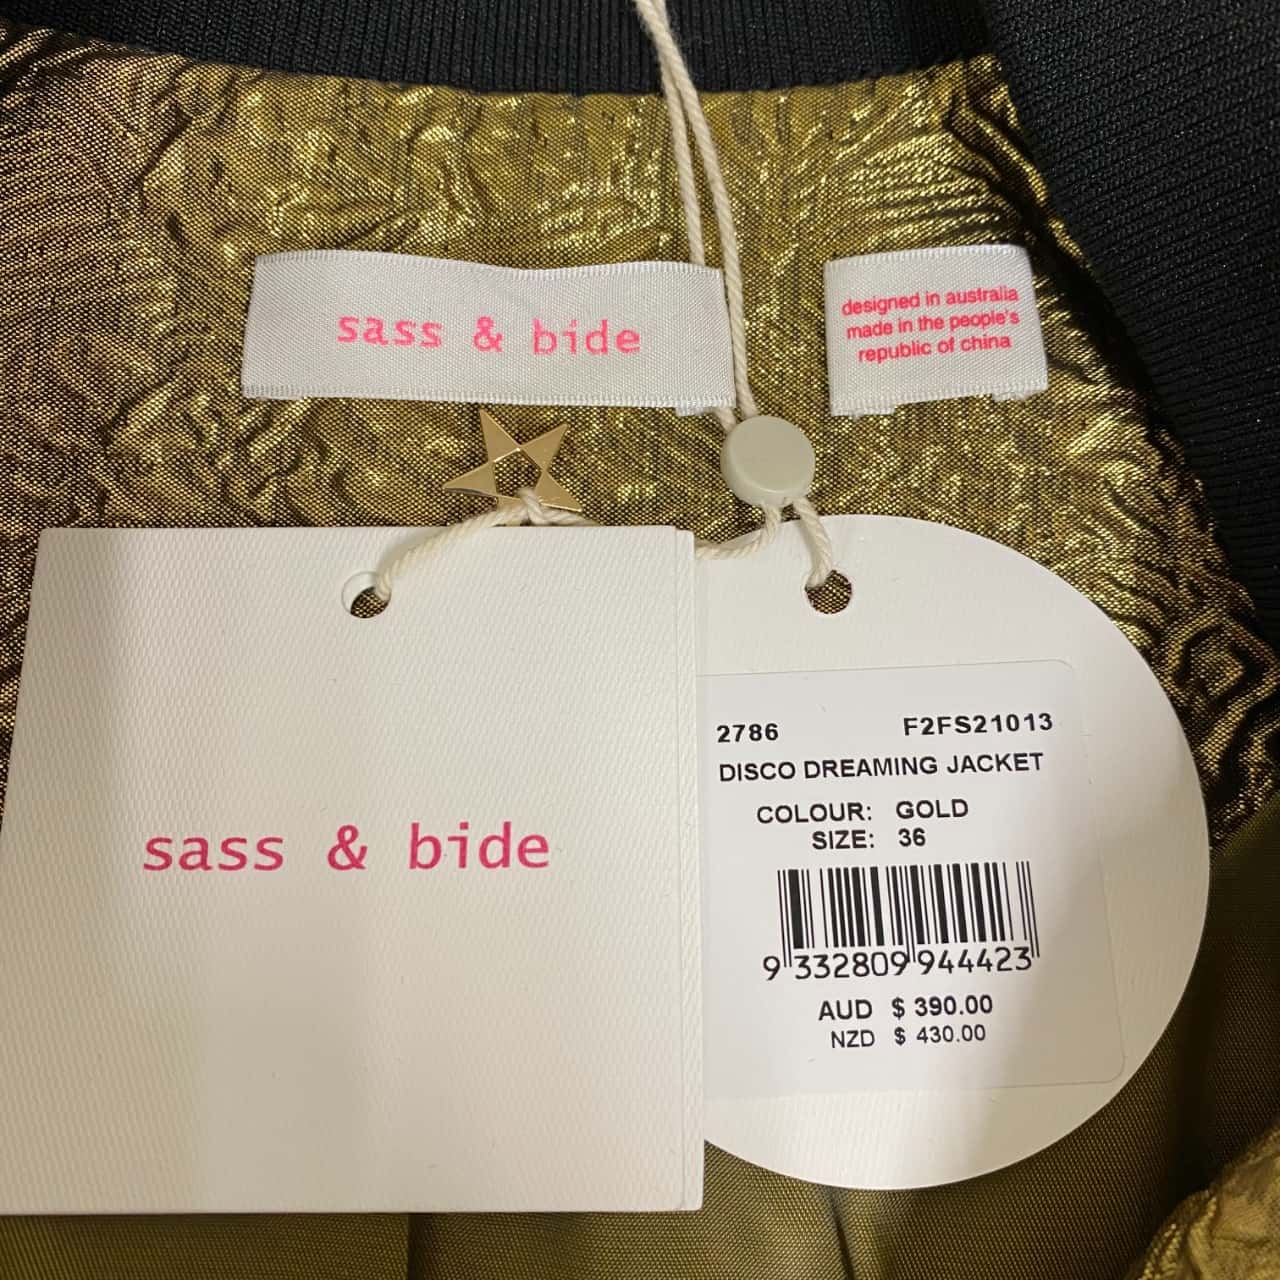 sass & bide
designed in australia
made in the people's
republic of china
sass & bide
2786 F2FS21013
DISCO DREAMING JACKET
COLOUR: GOLD
SIZE: 36
9 332809 944423
AUD $ 390.00
NZD $ 430.00